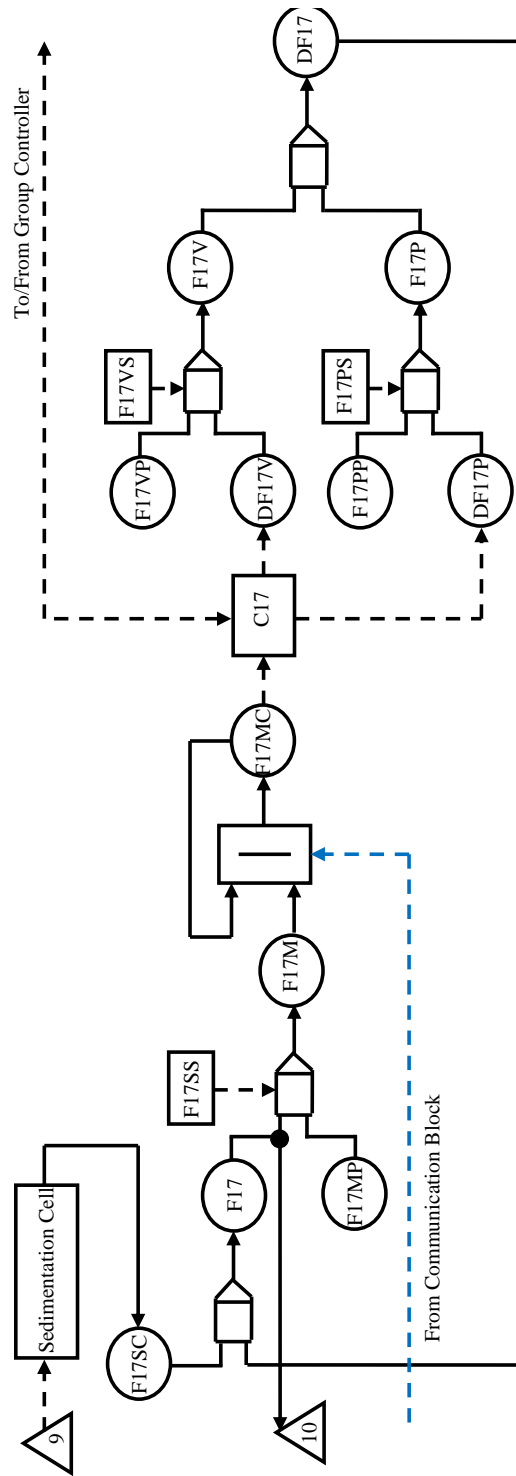 9
Sedimentation Cell
F17SC
F17
10
F17MP
F17SS
F17M
From Communication Block
F17MC
C17
To/From Group Controller
F17VP
DF17V
F17VS
F17V
F17PP
DF17P
F17PS
F17P
DF17